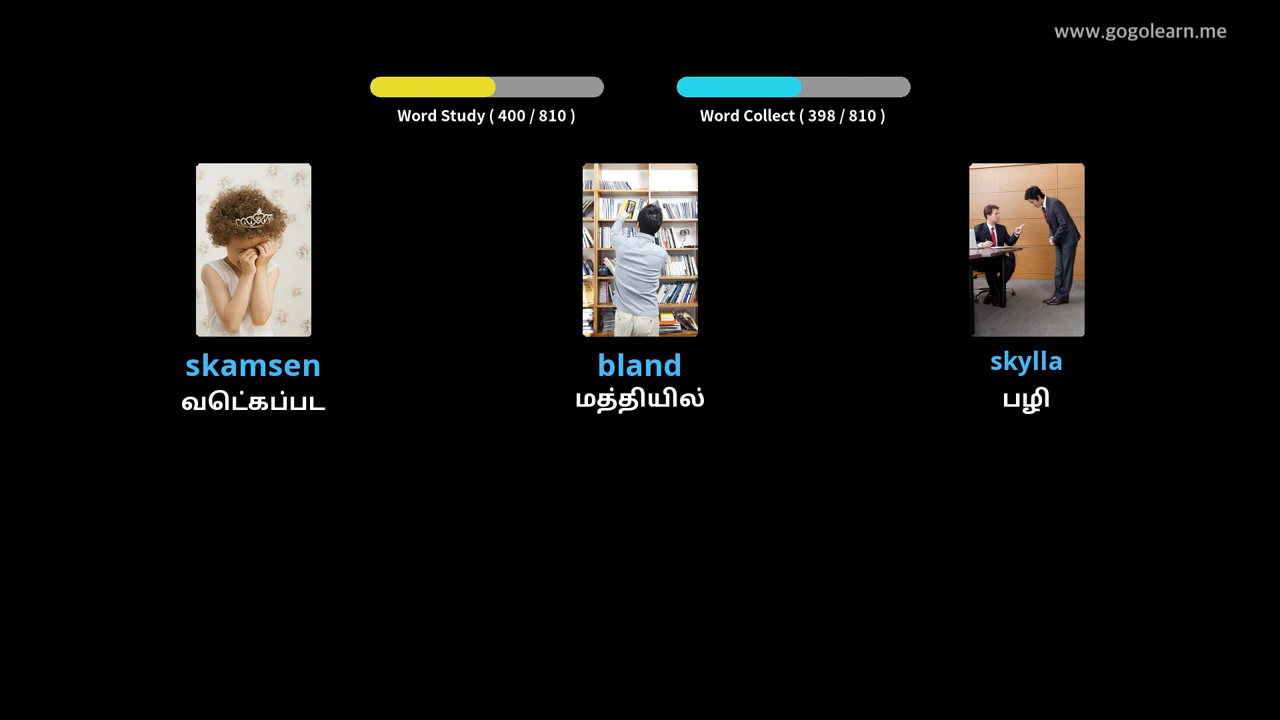 www.gogolearn.me
Word Study ( 400 / 810 )
Word Collect ( 398 / 810 )
skamsen
வெட்கப்பட
bland
மத்தியில்
skylla
பழி